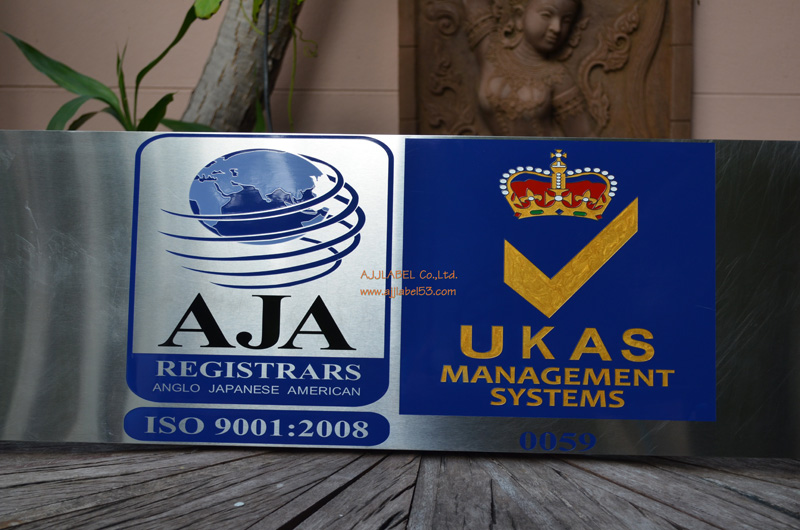 AJA
REGISTRARS
ANGLO JAPANESE AMERICAN
ISO 9001:2008
AJJLABEL Co.,Ltd.
www.ajjlabel53.com
UKAS
MANAGEMENT
SYSTEMS
0059